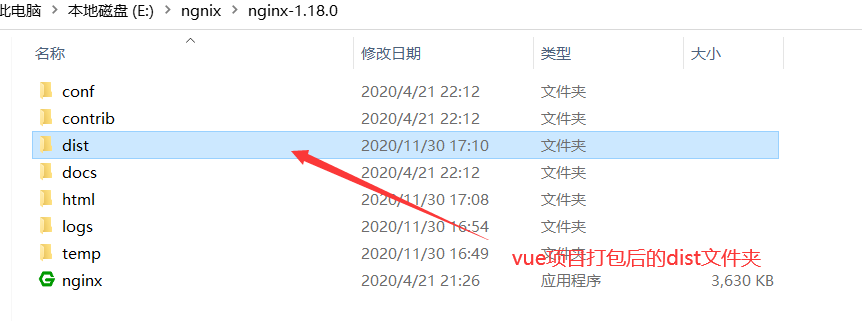 此电脑 > 本地磁盘 (E:) > ngnix > nginx-1.18.0
名称 修改日期 类型 大小
conf 2020/4/21 22:12 文件夹
contrib 2020/4/21 22:12 文件夹
dist 2020/11/30 17:10 文件夹
docs 2020/4/21 22:12 文件夹
html 2020/11/30 17:08 文件夹
logs 2020/11/30 16:54 文件夹
temp 2020/11/30 16:49 文件夹
vue项目打包后的dist文件夹
nginx 2020/4/21 21:26 应用程序 3,630 KB